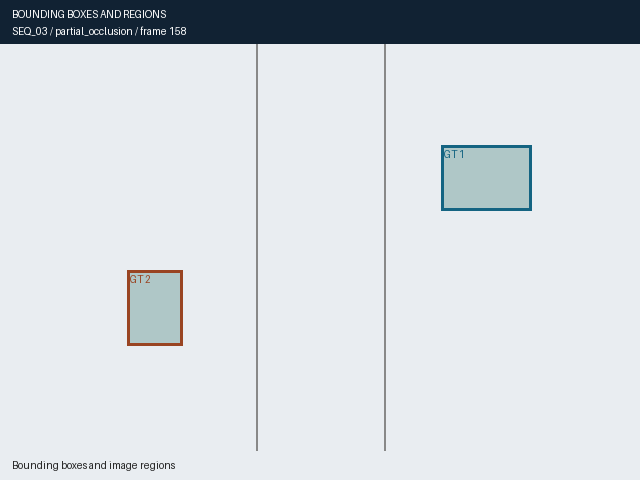 BOUNDING BOXES AND REGIONS
SEQ_03 / partial_occlusion / frame 158
GT1
GT2
Bounding boxes and image regions